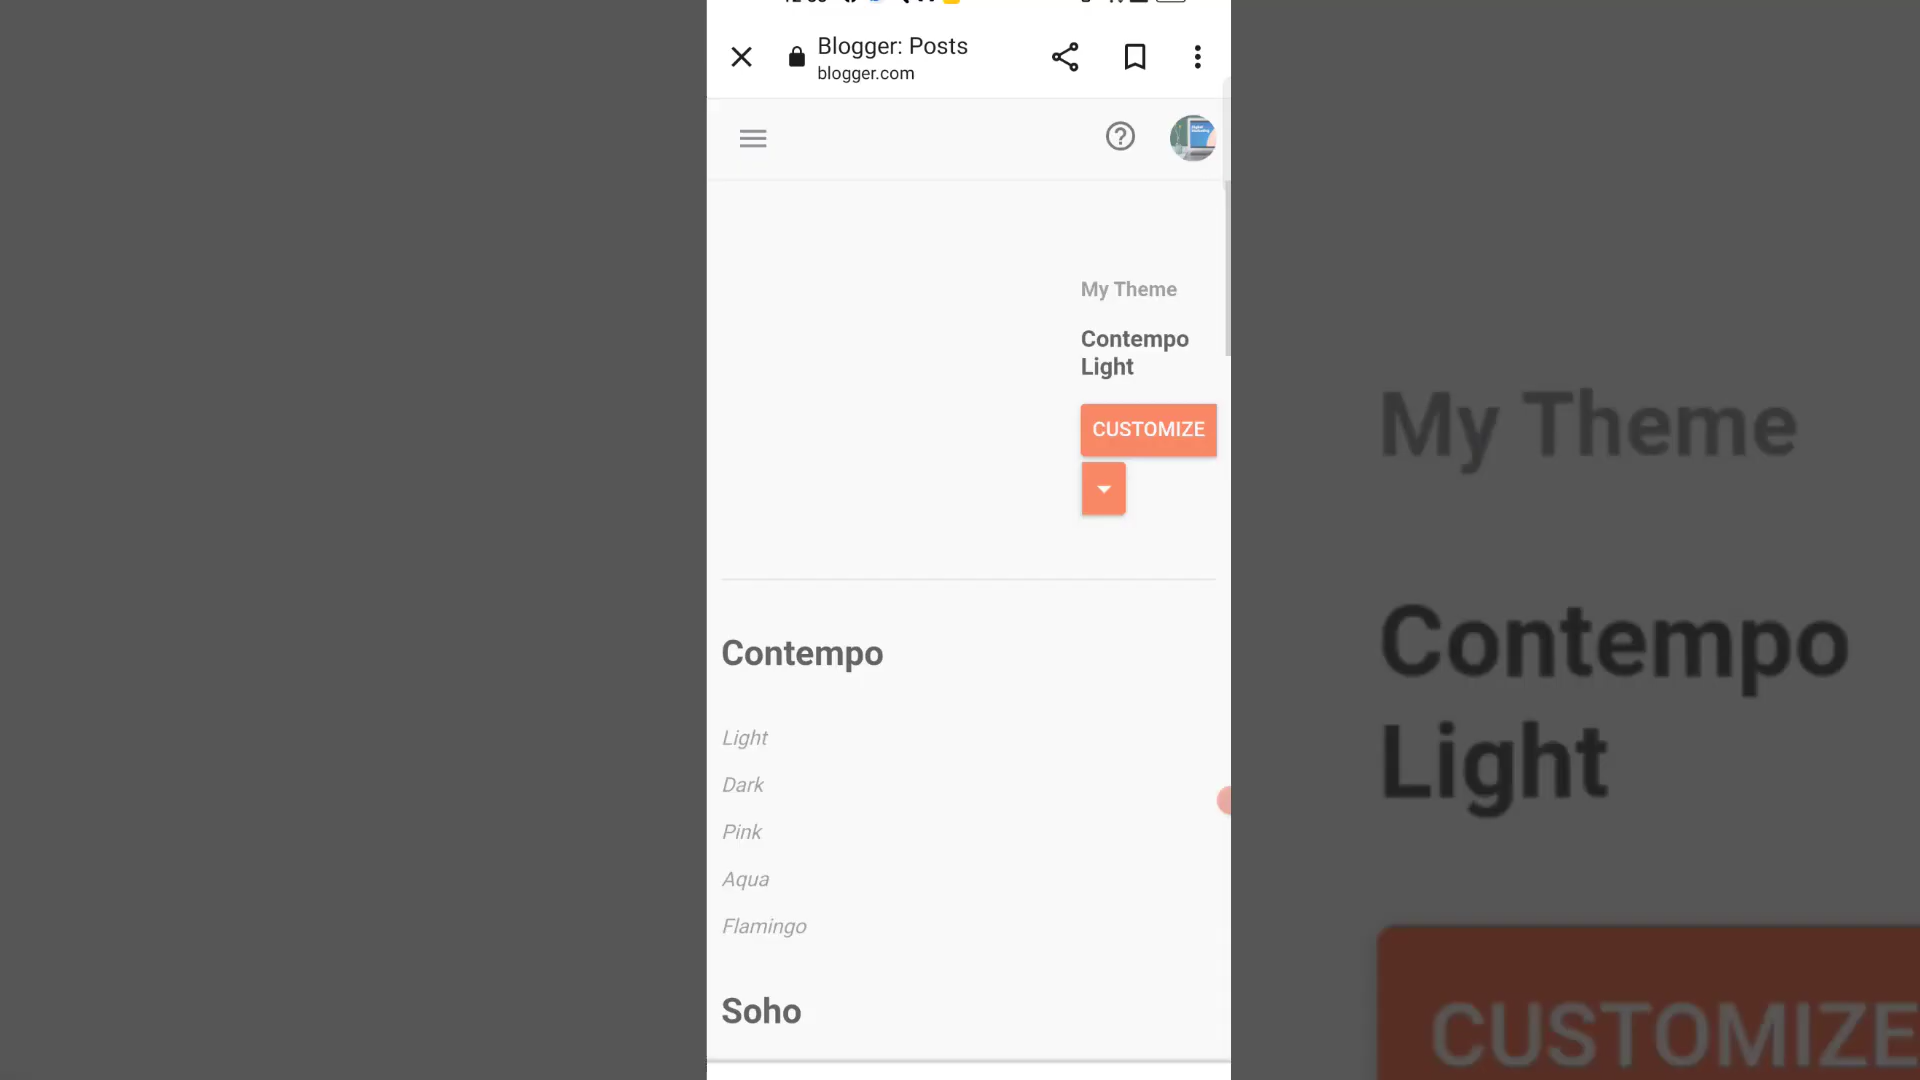 Blogger: Posts
blogger.com
My Theme
Contempo
Light
CUSTOMIZE
Contempo
Light
Dark
Pink
Aqua
Flamingo
Soho
My Theme
Contempo
Light
CUSTOMIZE